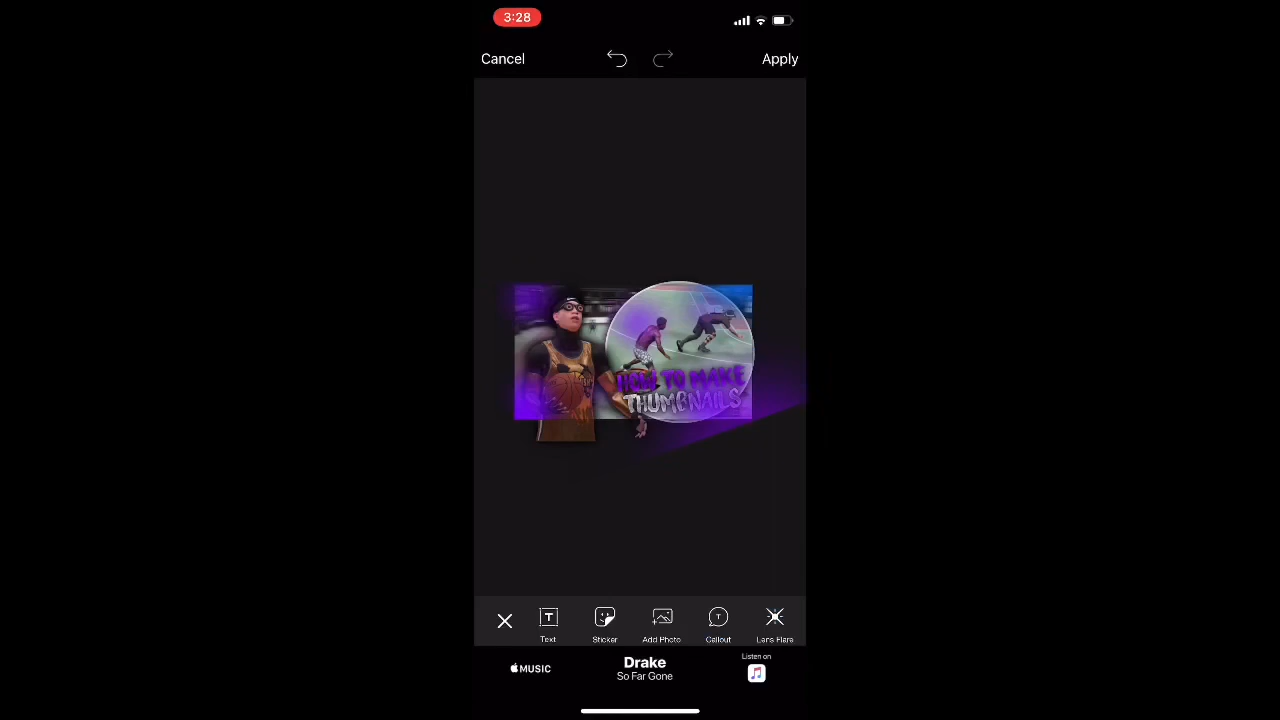 3:28
Cancel
Apply
HOW TO MAKE
THUMBNAILS
Text
Sticker
Add Photo
Callout
Lens Flare
MUSIC
Drake
So Far Gone
Listen on